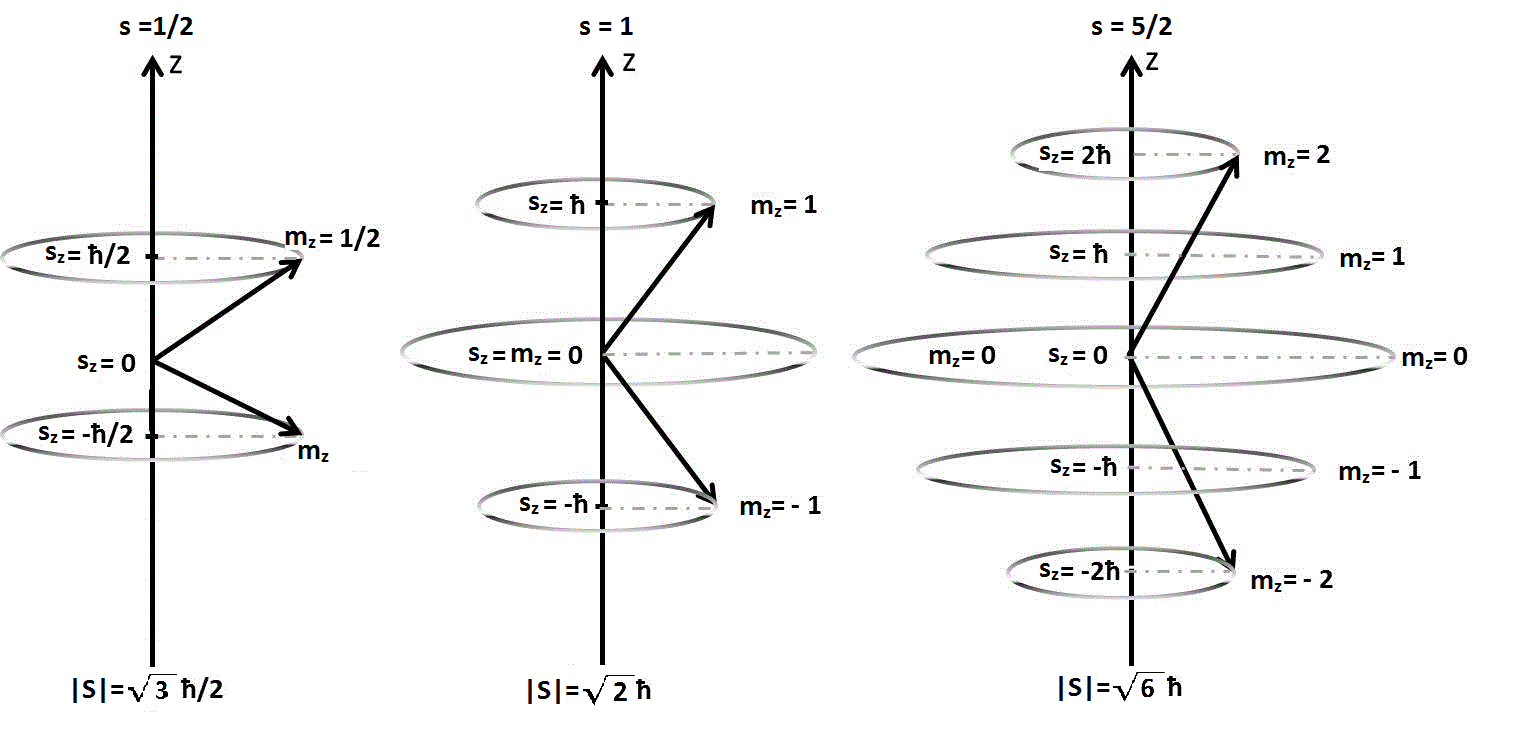 s =1/2
Z
mz= 1/2
sz= ħ/2
sz= 0
sz= -ħ/2
mz
|S|=√3 ħ/2
s = 1
Z
sz= ħ
mz= 1
sz= mz= 0
sz= -ħ
mz= - 1
|S|=√2 ħ
s = 5/2
Z
sz= 2ħ
mz= 2
sz= ħ
mz= 1
mz= 0 sz= 0 mz= 0
sz= -ħ
mz= - 1
sz= -2ħ
mz= - 2
|S|=√6 ħ